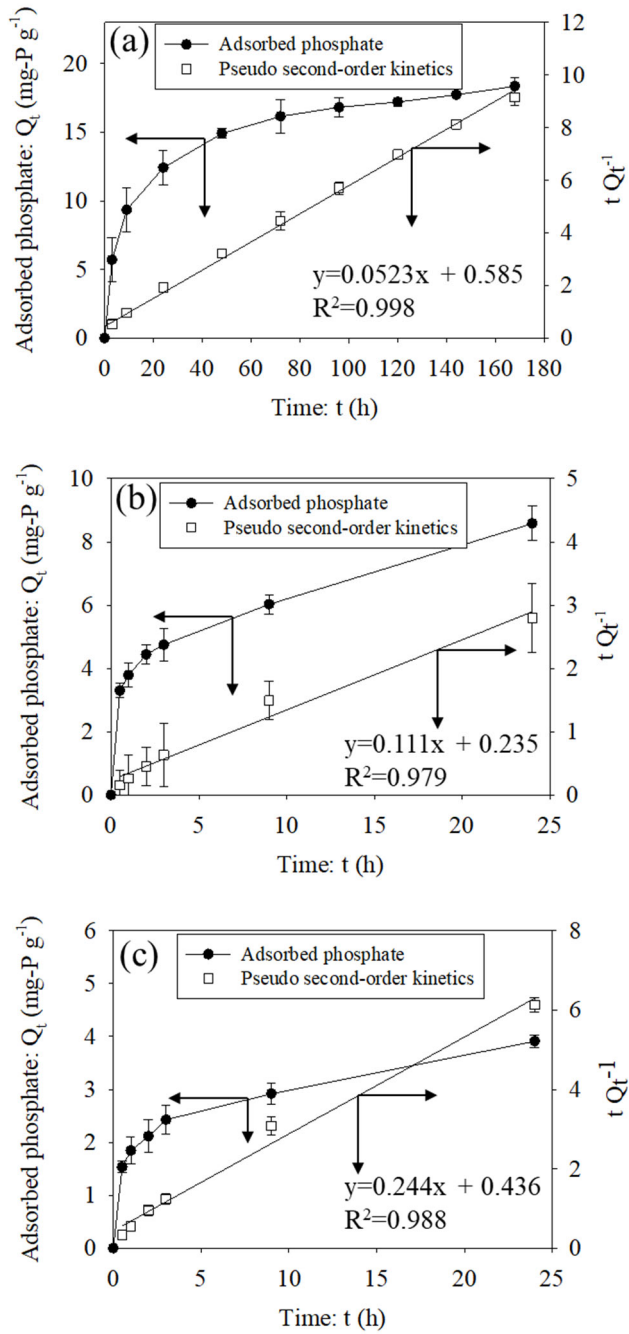 (a)
Adsorbed phosphate
Pseudo second-order kinetics
Adsorbed phosphate: Qt (mg-P g-1)
20
15
10
5
0
12
10
8
6
4
2
0
t Qt-1
y=0.0523x + 0.585
R2=0.998
0 20 40 60 80 100 120 140 160 180
Time: t (h)
(b)
Adsorbed phosphate
Pseudo second-order kinetics
Adsorbed phosphate: Qt (mg-P g-1)
10
8
6
4
2
0
5
4
3
2
1
0
t Qt-1
y=0.111x + 0.235
R2=0.979
0 5 10 15 20 25
Time: t (h)
(c)
Adsorbed phosphate
Pseudo second-order kinetics
Adsorbed phosphate: Qt (mg-P g-1)
6
5
4
3
2
1
0
8
6
4
2
0
t Qt-1
y=0.244x + 0.436
R2=0.988
0 5 10 15 20 25
Time: t (h)